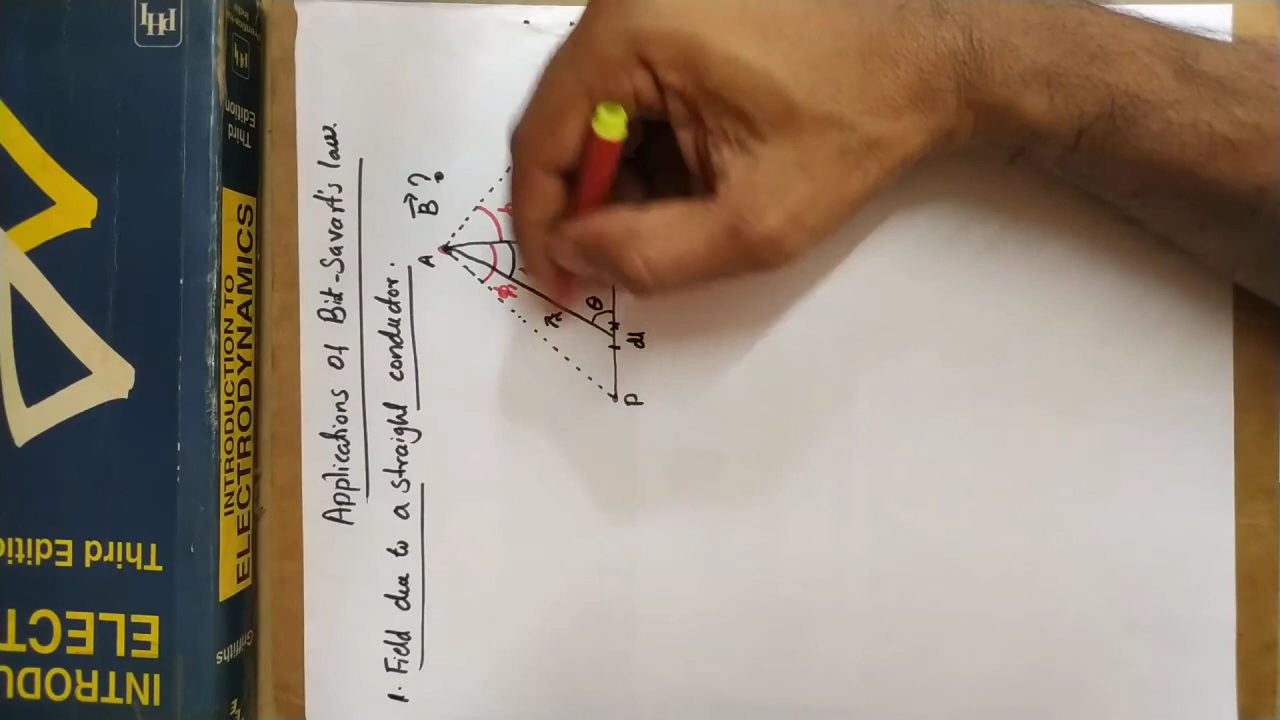 Applications Of Biot-Savart's law.
1. Field due to a straight conductor.
B?
A
r
θ
dl
P
PHI
Third Edition
INTRODUCTION TO
ELECTRODYNAMICS
Griffiths
Third Editio
INTRODU
ELECT